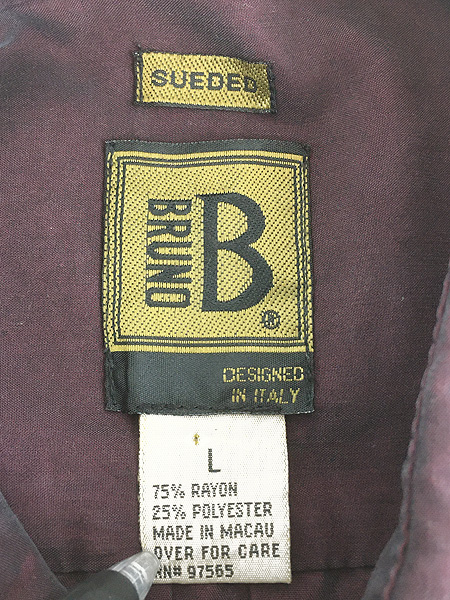 SUEDED
BRUNO
B
®
DESIGNED
IN ITALY
L
75% RAYON
25% POLYESTER
MADE IN MACAU
OVER FOR CARE
RN# 97565